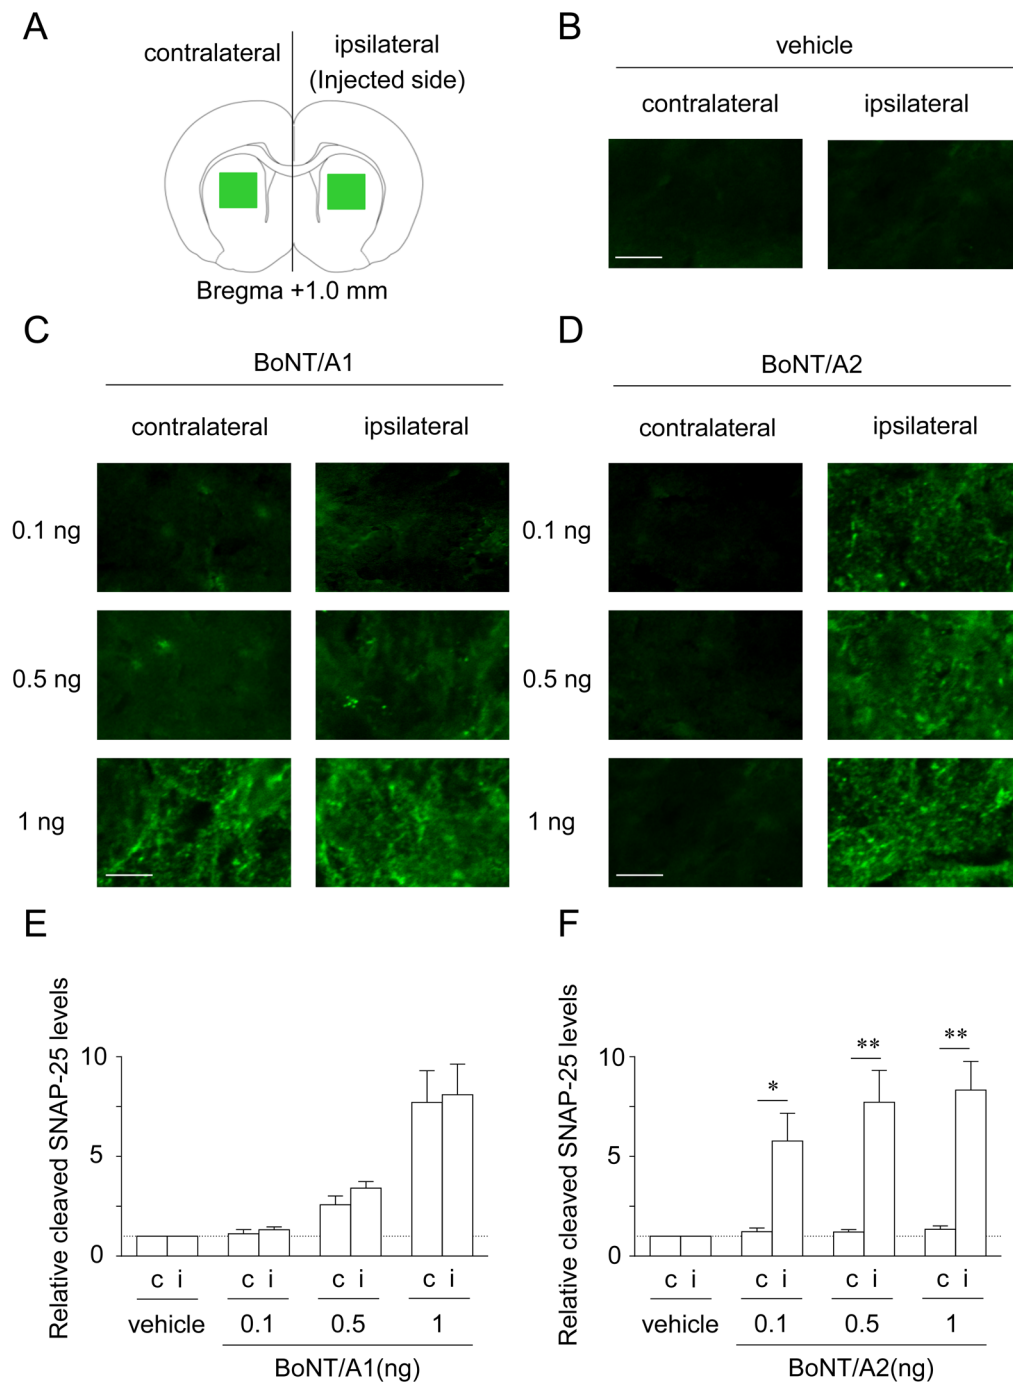 A
contralateral
ipsilateral
(Injected side)
Bregma +1.0 mm
B
vehicle
contralateral
ipsilateral
C
BoNT/A1
contralateral
ipsilateral
0.1 ng
0.5 ng
1 ng
D
BoNT/A2
contralateral
ipsilateral
0.1 ng
0.5 ng
1 ng
E
Relative cleaved SNAP-25 levels
10
5
0
c i c i c i c i
vehicle 0.1 0.5 1
BoNT/A1(ng)
F
Relative cleaved SNAP-25 levels
10
5
0
* ** **
c i c i c i c i
vehicle 0.1 0.5 1
BoNT/A2(ng)